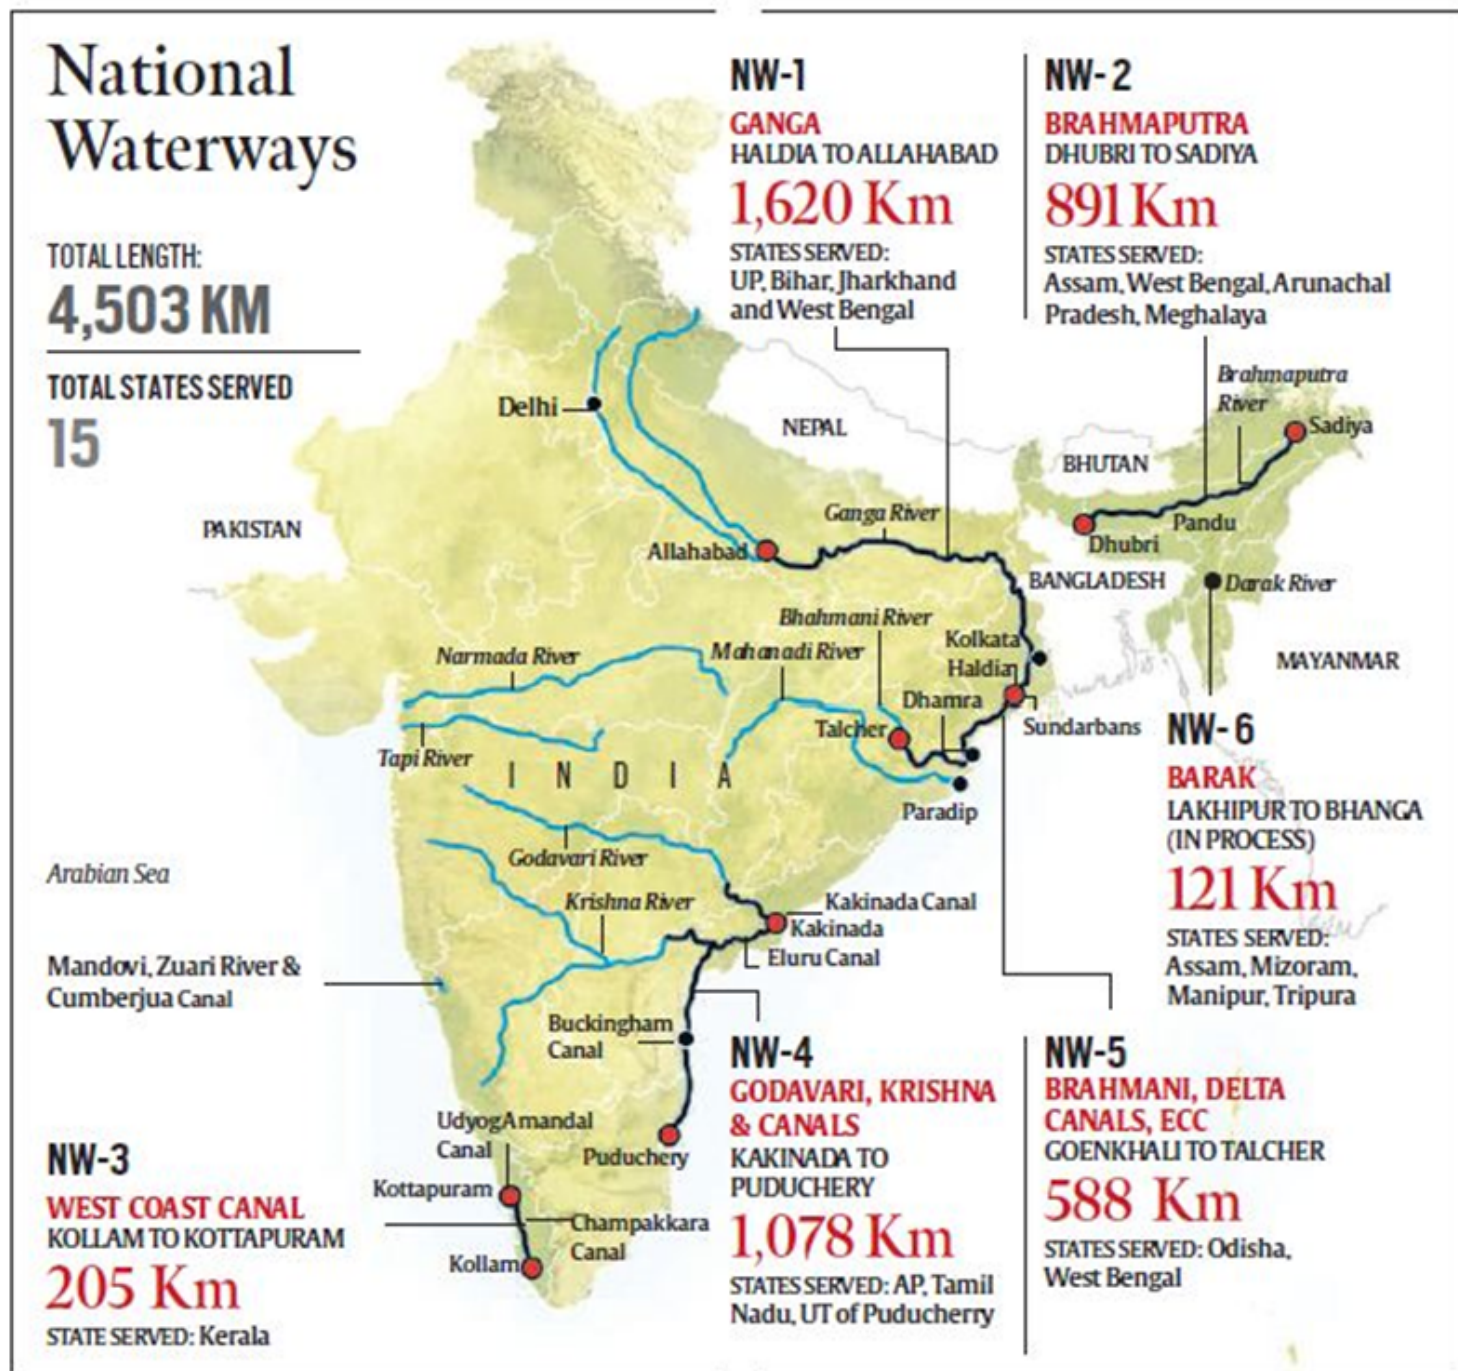 National
Waterways
TOTAL LENGTH:
4,503 KM
TOTAL STATES SERVED
15
NW-1
GANGA
HALDIA TO ALLAHABAD
1,620 Km
STATES SERVED:
UP, Bihar, Jharkhand
and West Bengal
NW- 2
BRAHMAPUTRA
DHUBRI TO SADIYA
891 Km
STATES SERVED:
Assam, West Bengal, Arunachal
Pradesh, Meghalaya
Brahmaputra
River
Sadiya
Delhi
NEPAL
BHUTAN
PAKISTAN
Ganga River
Pandu
Dhubri
Allahabad
BANGLADESH
Darak River
Bhahmani River
Kolkata
Narmada River
Mahanadi River
Haldia
MAYANMAR
Dhamra
Talcher
Sundarbans
Tapi River
I N D I A
Paradip
NW- 6
BARAK
LAKHIPUR TO BHANGA
(IN PROCESS)
121 Km
STATES SERVED:
Assam, Mizoram,
Manipur, Tripura
Godavari River
Arabian Sea
Krishna River
Kakinada Canal
Kakinada
Eluru Canal
Mandovi, Zuari River &
Cumberjua Canal
Buckingham
Canal
Udyog Amandal
Canal
Puduchery
Kottapuram
Champakkara
Canal
Kollam
NW-3
WEST COAST CANAL
KOLLAM TO KOTTAPURAM
205 Km
STATE SERVED: Kerala
NW-4
GODAVARI, KRISHNA
& CANALS
KAKINADA TO
PUDUCHERY
1,078 Km
STATES SERVED: AP, Tamil
Nadu, UT of Puducherry
NW-5
BRAHMANI, DELTA
CANALS, ECC
GOENKHALI TO TALCHER
588 Km
STATES SERVED: Odisha,
West Bengal